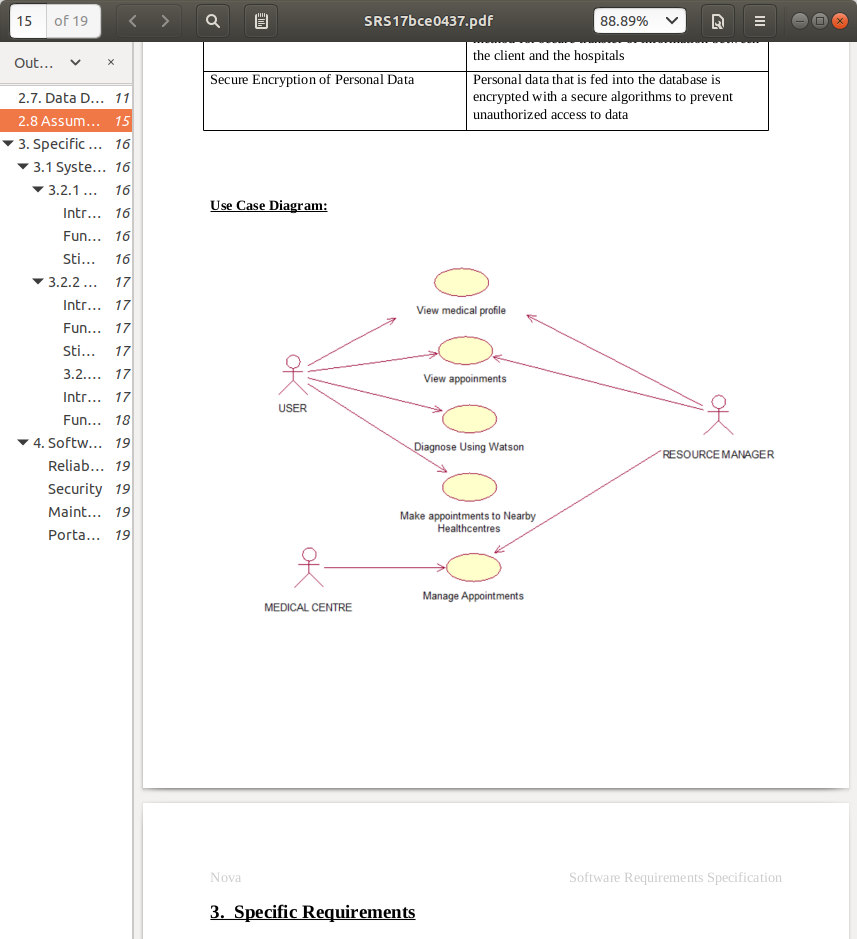 15 of 19
SRS17bce0437.pdf
88.89%
Out...
2.7. Data D... 11
2.8 Assum... 15
3. Specific ... 16
3.1 Syste... 16
3.2.1 ... 16
Intr... 16
Fun... 16
Sti... 16
3.2.2 ... 17
Intr... 17
Fun... 17
Sti... 17
3.2.... 17
Intr... 17
Fun... 18
4. Softw... 19
Reliab... 19
Security 19
Maint... 19
Porta... 19
the client and the hospitals
Secure Encryption of Personal Data
Personal data that is fed into the database is
encrypted with a secure algorithms to prevent
unauthorized access to data
Use Case Diagram:
View medical profile
View appoinments
USER
Diagnose Using Watson
RESOURCE MANAGER
Make appointments to Nearby
Healthcentres
Manage Appointments
MEDICAL CENTRE
Nova
Software Requirements Specification
3. Specific Requirements